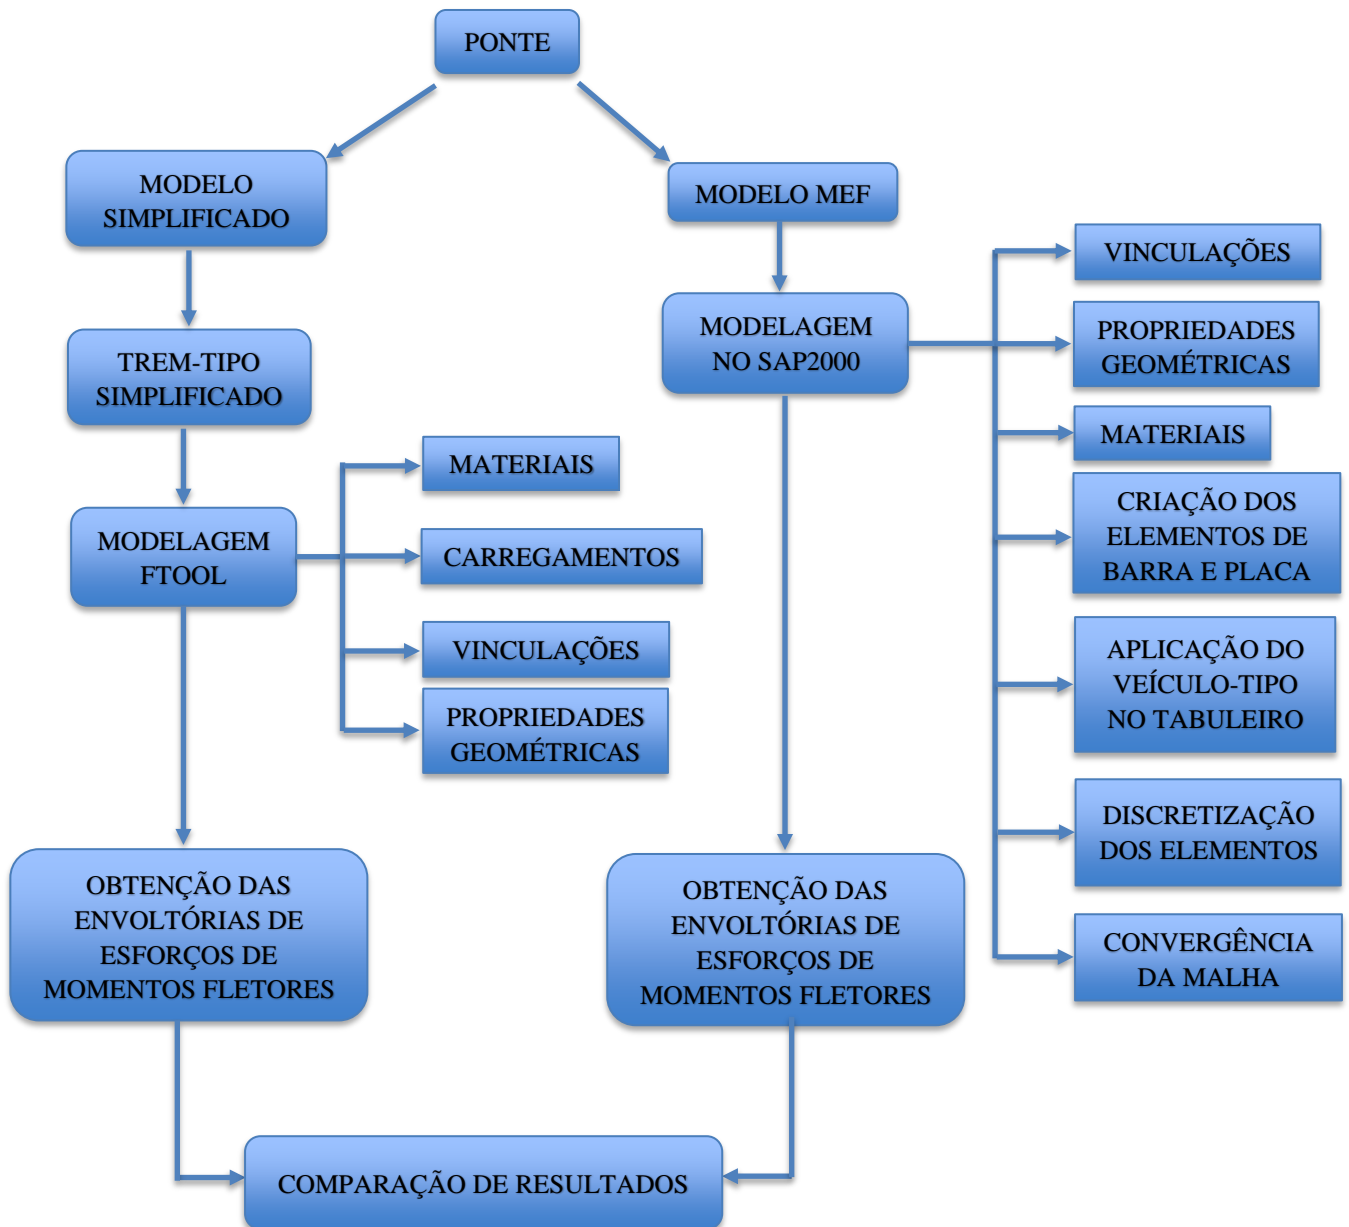 PONTE
MODELO
SIMPLIFICADO
TREM-TIPO
SIMPLIFICADO
MODELAGEM
FTOOL
MATERIAIS
CARREGAMENTOS
VINCULAÇÕES
PROPRIEDADES
GEOMÉTRICAS
OBTENÇÃO DAS
ENVOLTÓRIAS DE
ESFORÇOS DE
MOMENTOS FLETORES
MODELO MEF
MODELAGEM
NO SAP2000
VINCULAÇÕES
PROPRIEDADES
GEOMÉTRICAS
MATERIAIS
CRIAÇÃO DOS
ELEMENTOS DE
BARRA E PLACA
APLICAÇÃO DO
VEÍCULO-TIPO
NO TABULEIRO
DISCRETIZAÇÃO
DOS ELEMENTOS
CONVERGÊNCIA
DA MALHA
OBTENÇÃO DAS
ENVOLTÓRIAS DE
ESFORÇOS DE
MOMENTOS FLETORES
COMPARAÇÃO DE RESULTADOS